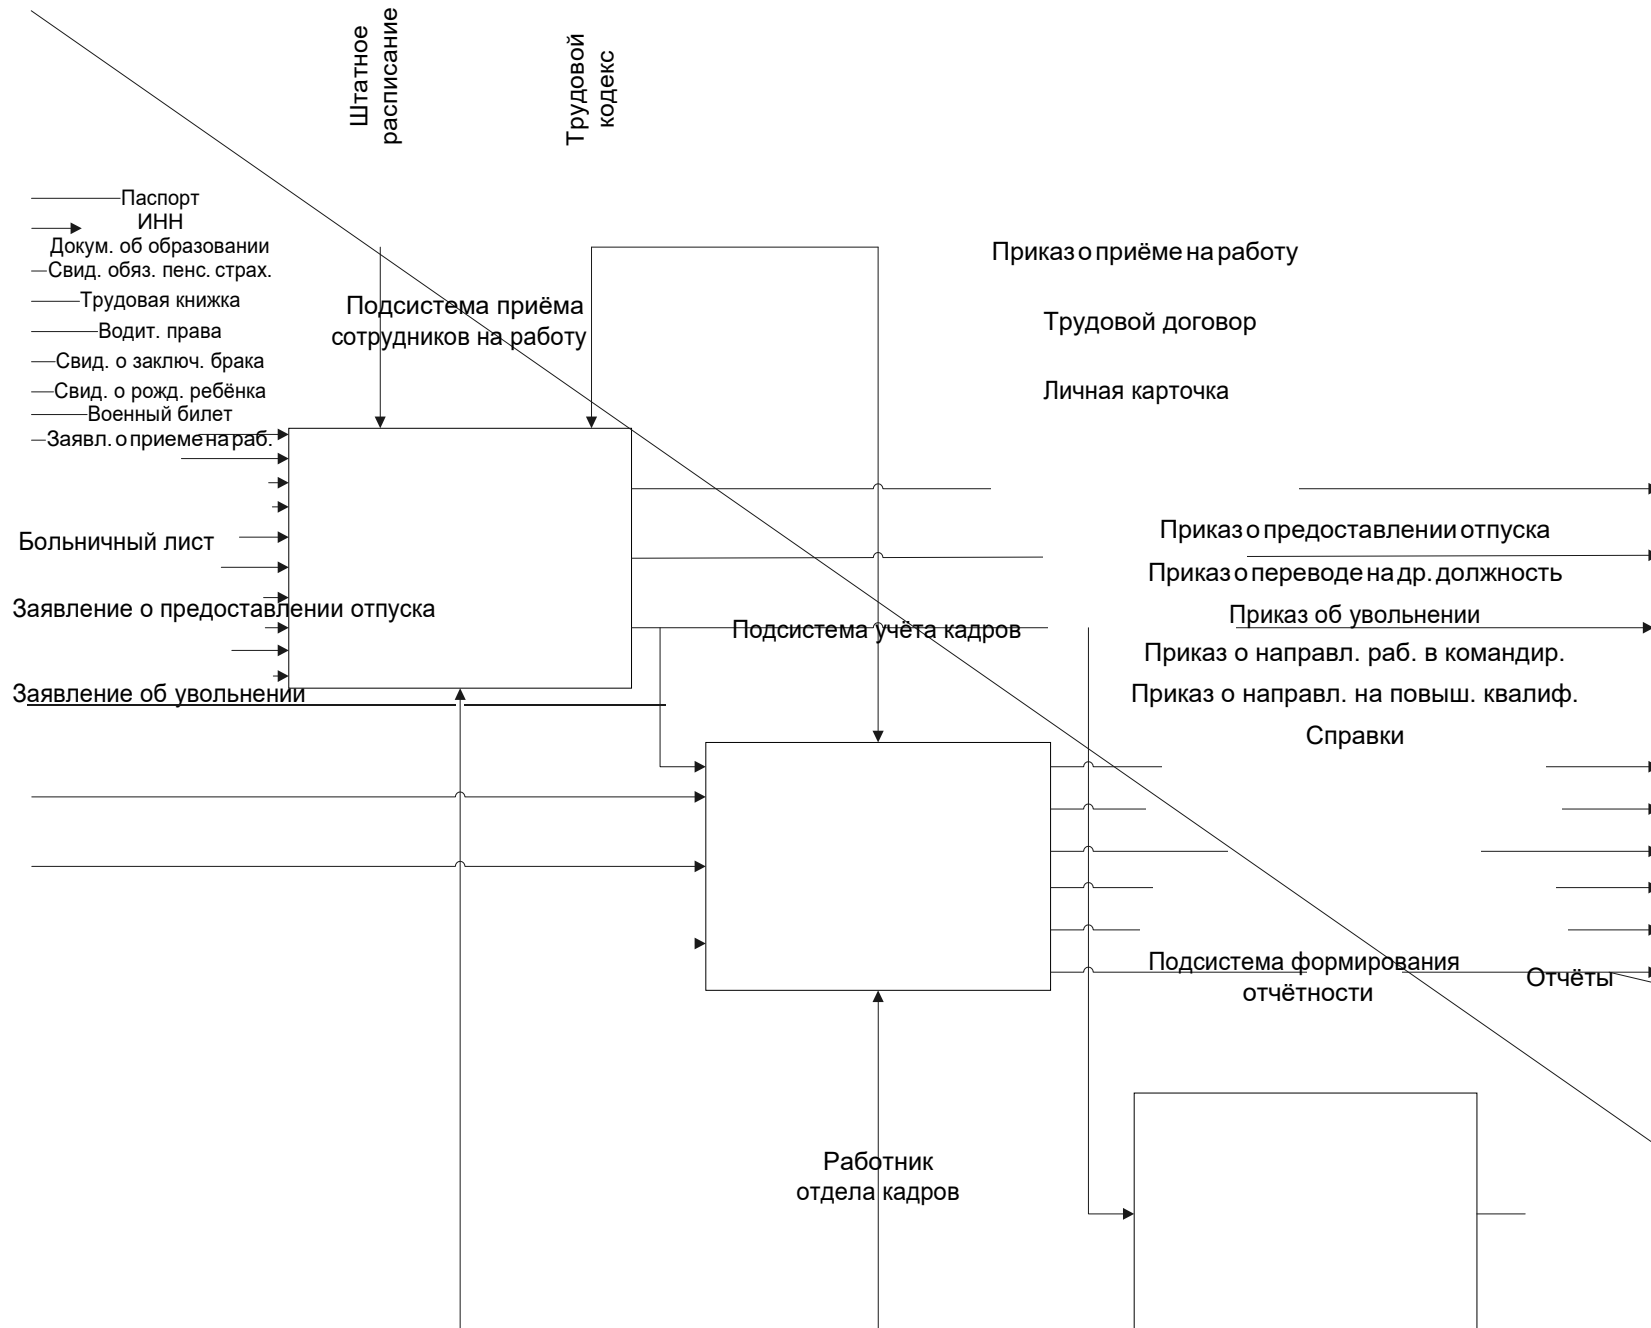 Штатное
расписание
Трудовой
кодекс
Паспорт
ИНН
Докум. об образовании
Свид. обяз. пенс. страх.
Трудовая книжка
Водит. права
Свид. о заключ. брака
Свид. о рожд. ребёнка
Военный билет
Заявл. о приеме на раб.
Подсистема приёма
сотрудников на работу
Приказ о приёме на работу
Трудовой договор
Личная карточка
Больничный лист
Заявление о предоставлении отпуска
Заявление об увольнении
Подсистема учёта кадров
Приказ о предоставлении отпуска
Приказ о переводе на др. должность
Приказ об увольнении
Приказ о направл. раб. в командир.
Приказ о направл. на повыш. квалиф.
Справки
Подсистема формирования
отчётности
Отчёты
Работник
отдела кадров